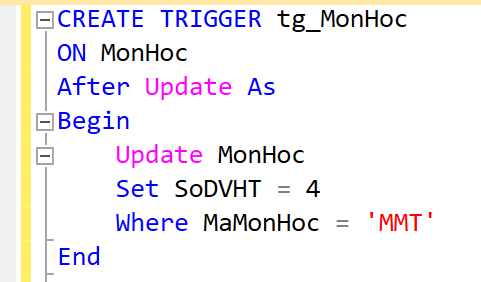 CREATE TRIGGER tg_MonHoc
ON MonHoc
After Update As
Begin
Update MonHoc
Set SoDVHT = 4
Where MaMonHoc = 'MMT'
End